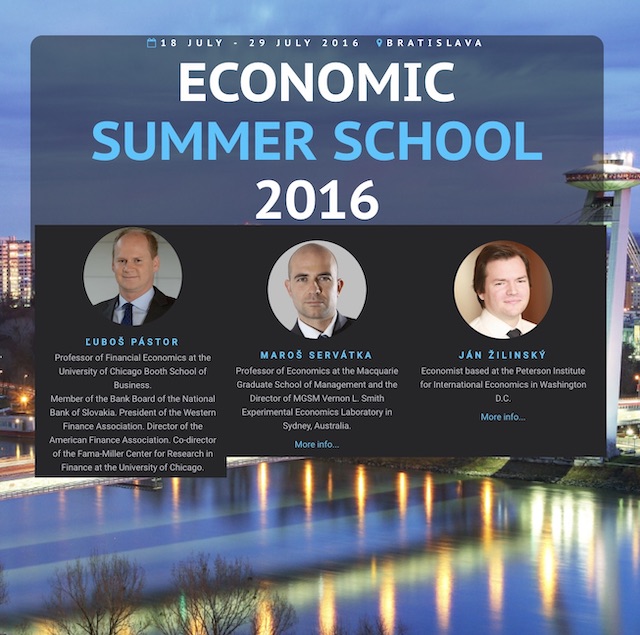 18 JULY - 29 JULY 2016 BRATISLAVA
ECONOMIC
SUMMER SCHOOL
2016
ĽUBOŠ PÁSTOR
Professor of Financial Economics at the
University of Chicago Booth School of
Business.
Member of the Bank Board of the National
Bank of Slovakia. President of the Western
Finance Association. Director of the
American Finance Association. Co-director
of the Fama-Miller Center for Research in
Finance at the University of Chicago.
MAROŠ SERVÁTKA
Professor of Economics at the Macquarie
Graduate School of Management and the
Director of MGSM Vernon L. Smith
Experimental Economics Laboratory in
Sydney, Australia.
More info...
JÁN ŽILINSKÝ
Economist based at the Peterson Institute
for International Economics in Washington
D.C.
More info...